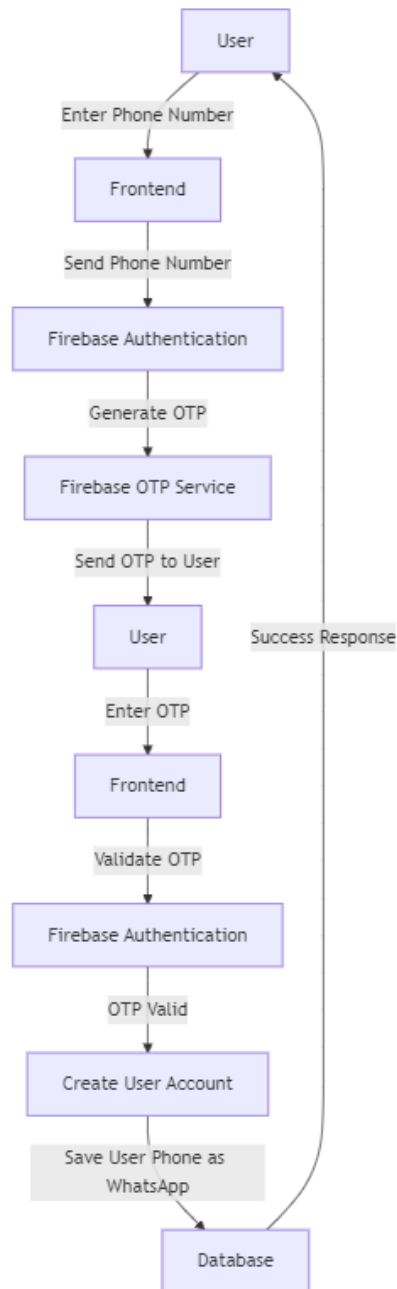 User
Enter Phone Number
Frontend
Send Phone Number
Firebase Authentication
Generate OTP
Firebase OTP Service
Send OTP to User
User
Success Response
Enter OTP
Frontend
Validate OTP
Firebase Authentication
OTP Valid
Create User Account
Save User Phone as
WhatsApp
Database